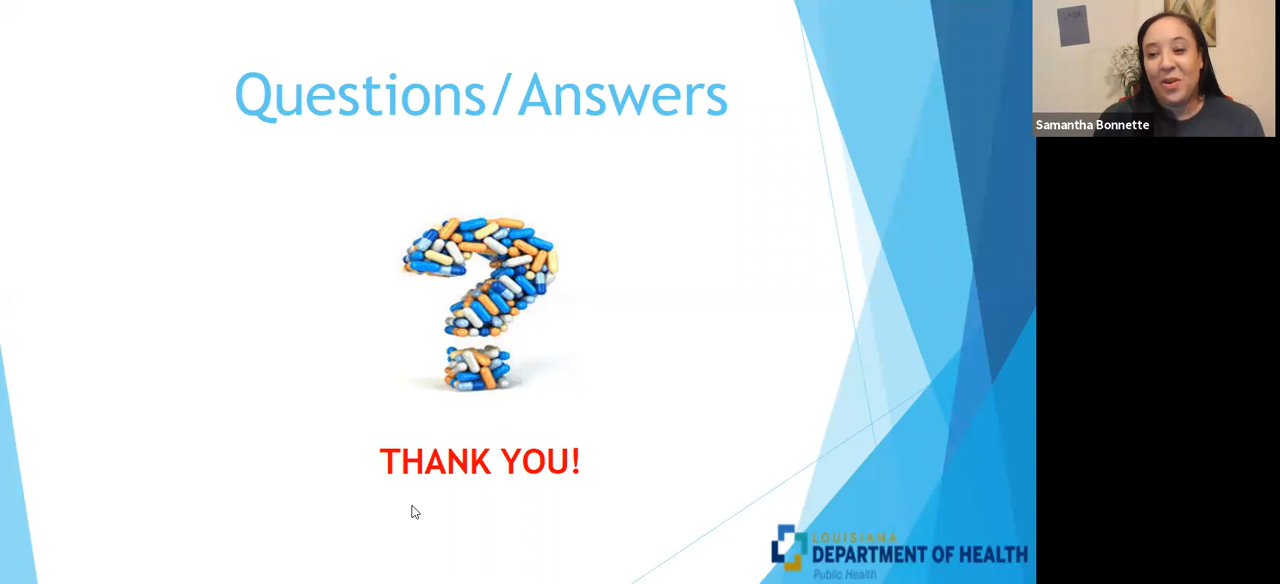 Questions/Answers
Samantha Bonnette
THANK YOU!
LOUISIANA
DEPARTMENT OF HEALTH
Public Health